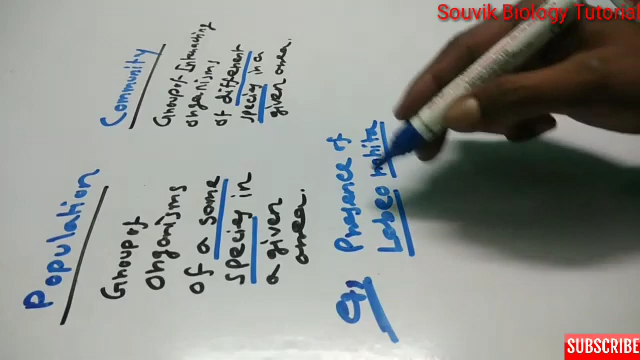 Souvik Biology Tutorial
Population
Group of
organisms
of a same
species in
a given
area.
Community
Group of Interacting
organisms
of different
species in a
given area.
Eg, Presence of
Labeo rohita
SUBSCRIBE